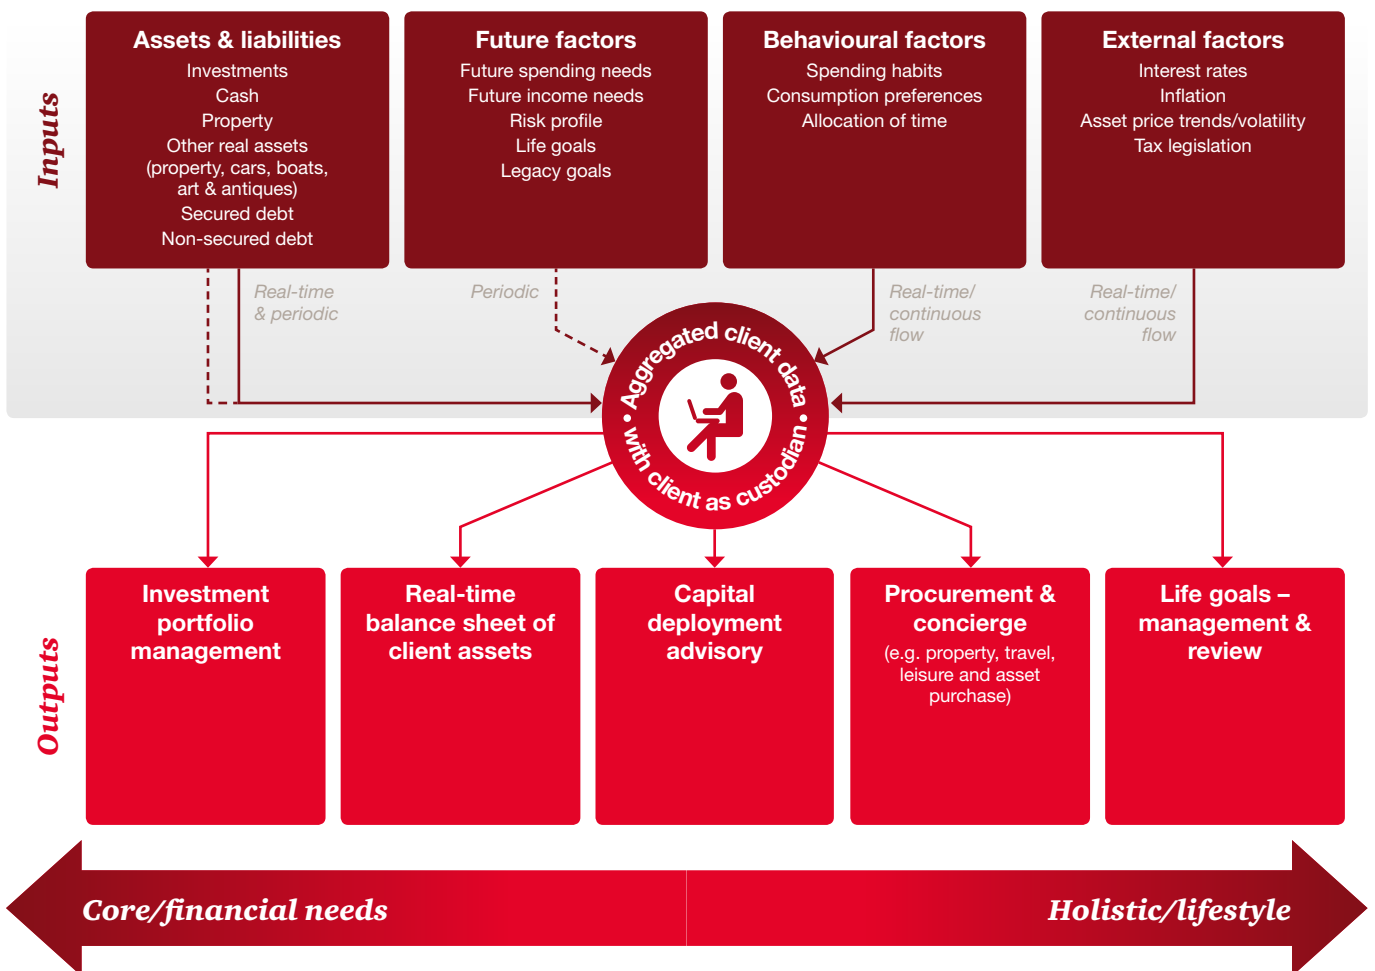 Inputs
Assets & liabilities
Investments
Cash
Property
Other real assets
(property, cars, boats,
art & antiques)
Secured debt
Non-secured debt
Future factors
Future spending needs
Future income needs
Risk profile
Life goals
Legacy goals
Behavioural factors
Spending habits
Consumption preferences
Allocation of time
External factors
Interest rates
Inflation
Asset price trends/volatility
Tax legislation
Real-time
& periodic
Periodic
Real-time/
continuous
flow
Real-time/
continuous
flow
• Aggregated client data •
with client as custodian
Outputs
Investment
portfolio
management
Real-time
balance sheet of
client assets
Capital
deployment
advisory
Procurement &
concierge
(e.g. property, travel,
leisure and asset
purchase)
Life goals –
management &
review
Core/financial needs
Holistic/lifestyle